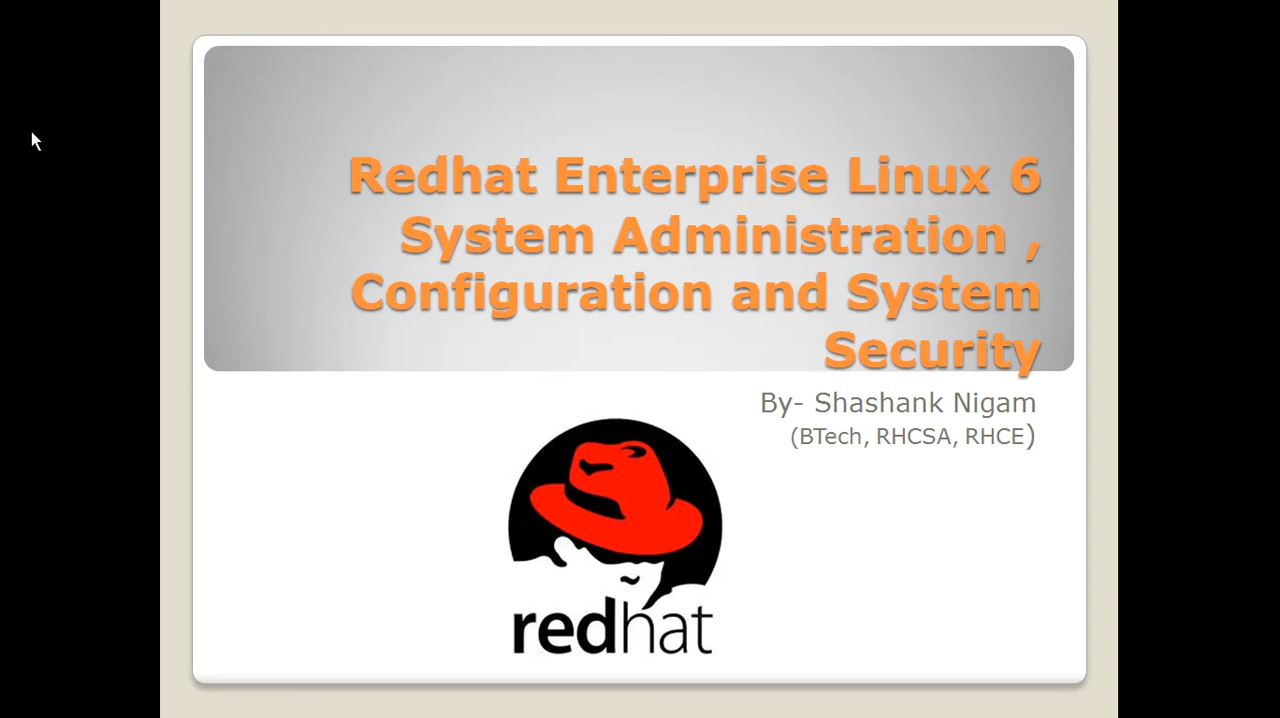 Redhat Enterprise Linux 6
System Administration ,
Configuration and System
Security
By- Shashank Nigam
(BTech, RHCSA, RHCE)
redhat